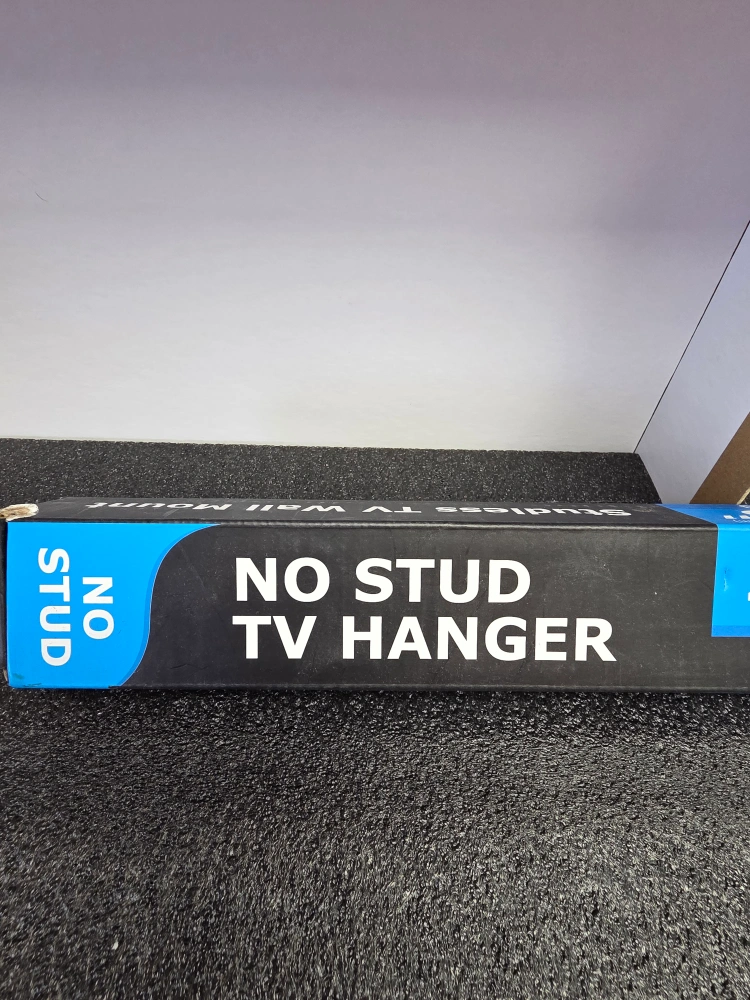 Studless TV Wall Mount
NO STUD
TV HANGER
NO
STUD